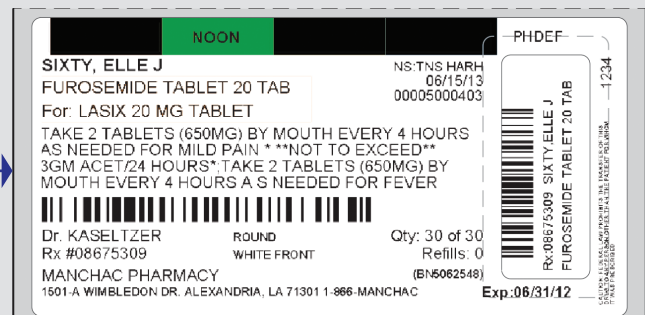 NOON
PHDEF
SIXTY, ELLE J
NS:TNS HARH
06/15/13
FUROSEMIDE TABLET 20 TAB
00005000403
For: LASIX 20 MG TABLET
TAKE 2 TABLETS (650MG) BY MOUTH EVERY 4 HOURS
AS NEEDED FOR MILD PAIN * **NOT TO EXCEED**
3GM ACET/24 HOURS*;TAKE 2 TABLETS (650MG) BY
MOUTH EVERY 4 HOURS A S NEEDED FOR FEVER
Dr. KASELTZER ROUND Qty: 30 of 30
Rx #08675309 WHITE FRONT Refills: 0
MANCHAC PHARMACY (BN5062548)
1501-A WIMBLEDON DR. ALEXANDRIA, LA 71301 1-866-MANCHAC
Exp:06/31/12
Rx:08675309 SIXTY,ELLE J
FUROSEMIDE TABLET 20 TAB
1234